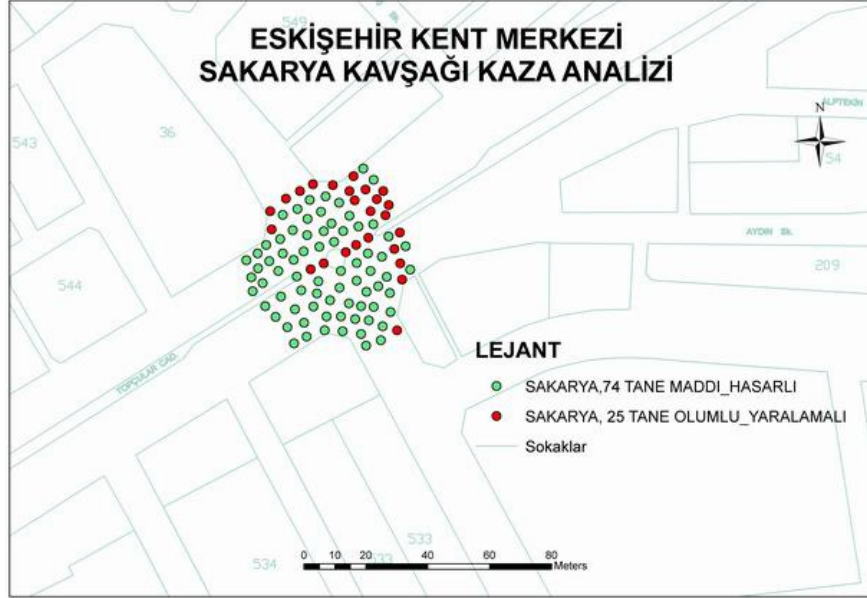 549
ESKİŞEHİR KENT MERKEZİ
SAKARYA KAVŞAĞI KAZA ANALİZİ
ALPTEKİN
N
36
543
54
AYDIN Sk.
209
544
LEJANT
TOPÇULAR CAD.
SAKARYA,74 TANE MADDİ_HASARLI
SAKARYA, 25 TANE OLUMLU_YARALAMALI
Sokaklar
533
534
533
0 10 20 40 60 80
Meters